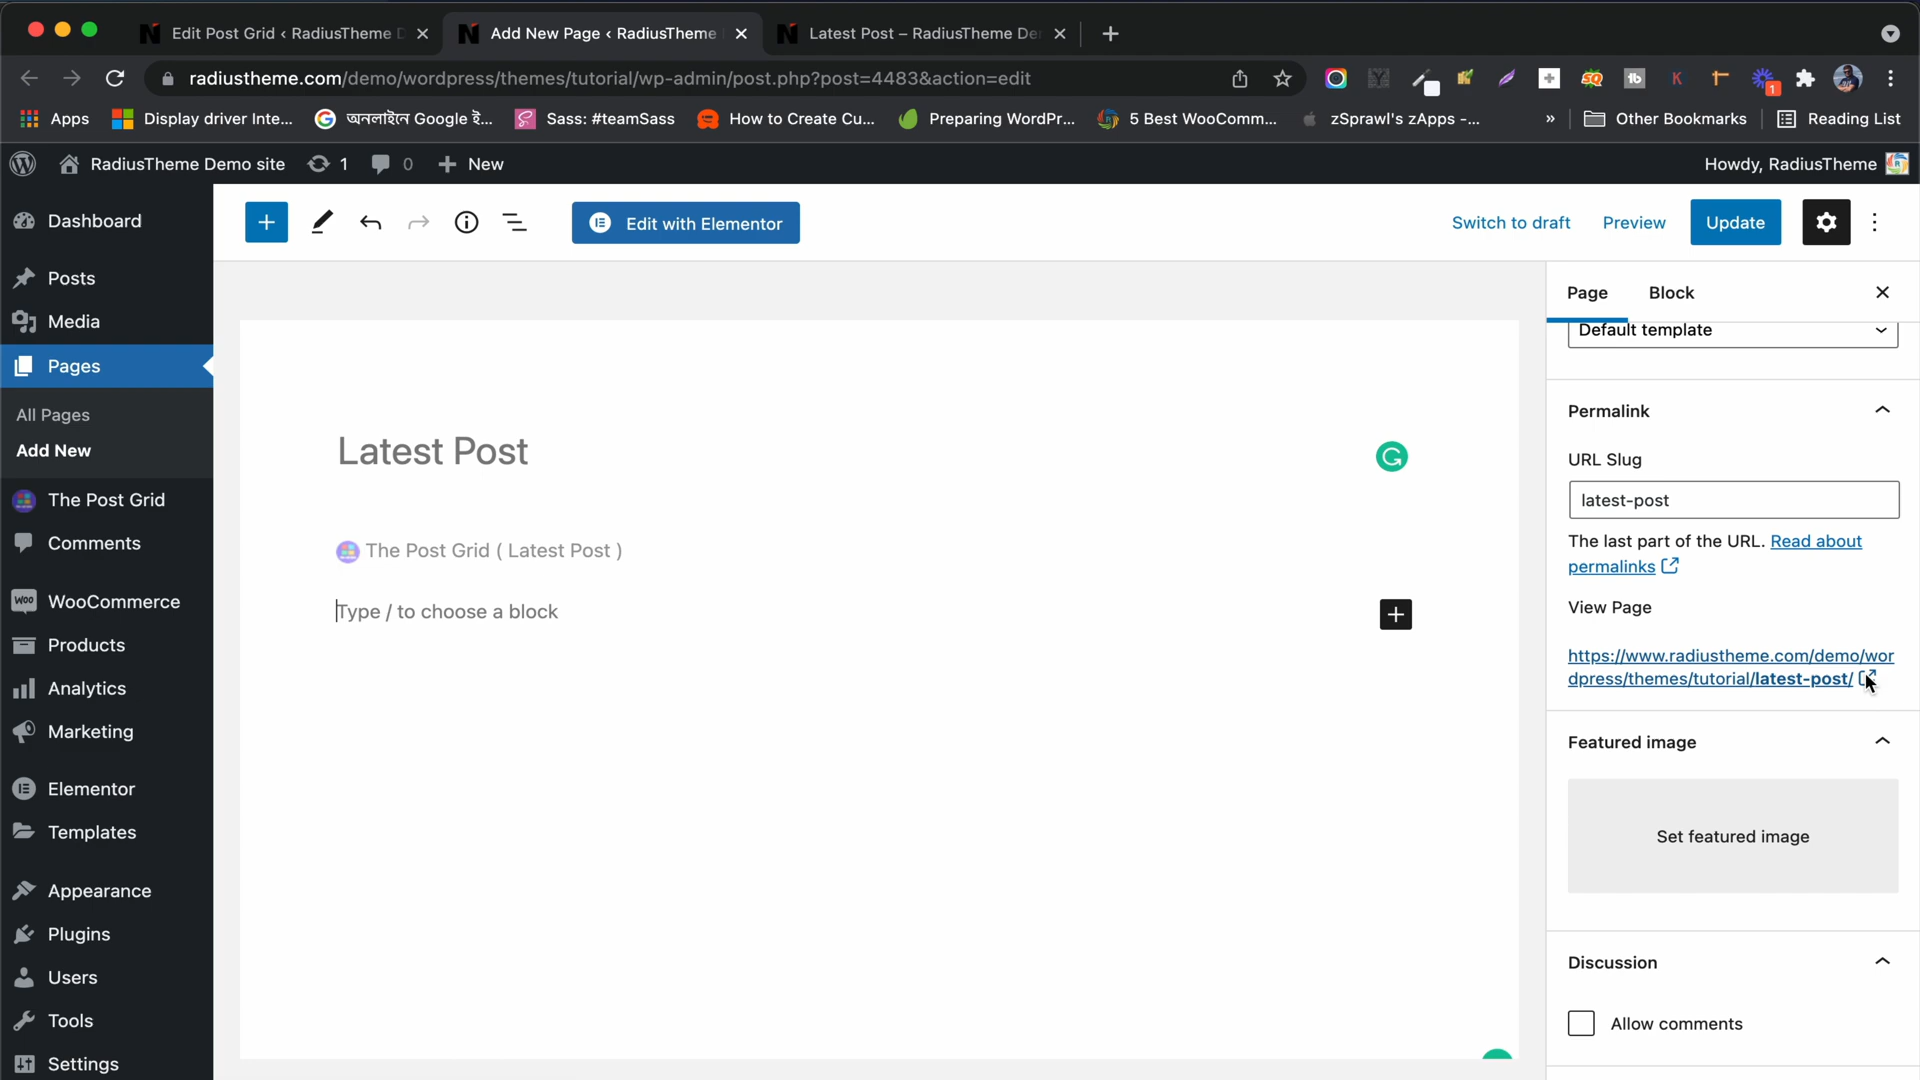 Edit Post Grid ‹ RadiusTheme D
Add New Page ‹ RadiusTheme
Latest Post – RadiusTheme De
radiustheme.com/demo/wordpress/themes/tutorial/wp-admin/post.php?post=4483&action=edit
1
Apps
Display driver Inte...
অনলাইনে Google ই...
Sass: #teamSass
How to Create Cu...
Preparing WordPr...
5 Best WooComm...
zSprawl's zApps -...
»
Other Bookmarks
Reading List
RadiusTheme Demo site
1
0
New
Howdy, RadiusTheme
Dashboard
Posts
Media
Pages
All Pages
Add New
The Post Grid
Comments
WooCommerce
Products
Analytics
Marketing
Elementor
Templates
Appearance
Plugins
Users
Tools
Settings
Edit with Elementor
Switch to draft
Preview
Update
Latest Post
The Post Grid ( Latest Post )
Type / to choose a block
Page
Block
Default template
Permalink
URL Slug
latest-post
The last part of the URL. Read about
permalinks
View Page
https://www.radiustheme.com/demo/wor
dpress/themes/tutorial/latest-post/
Featured image
Set featured image
Discussion
Allow comments